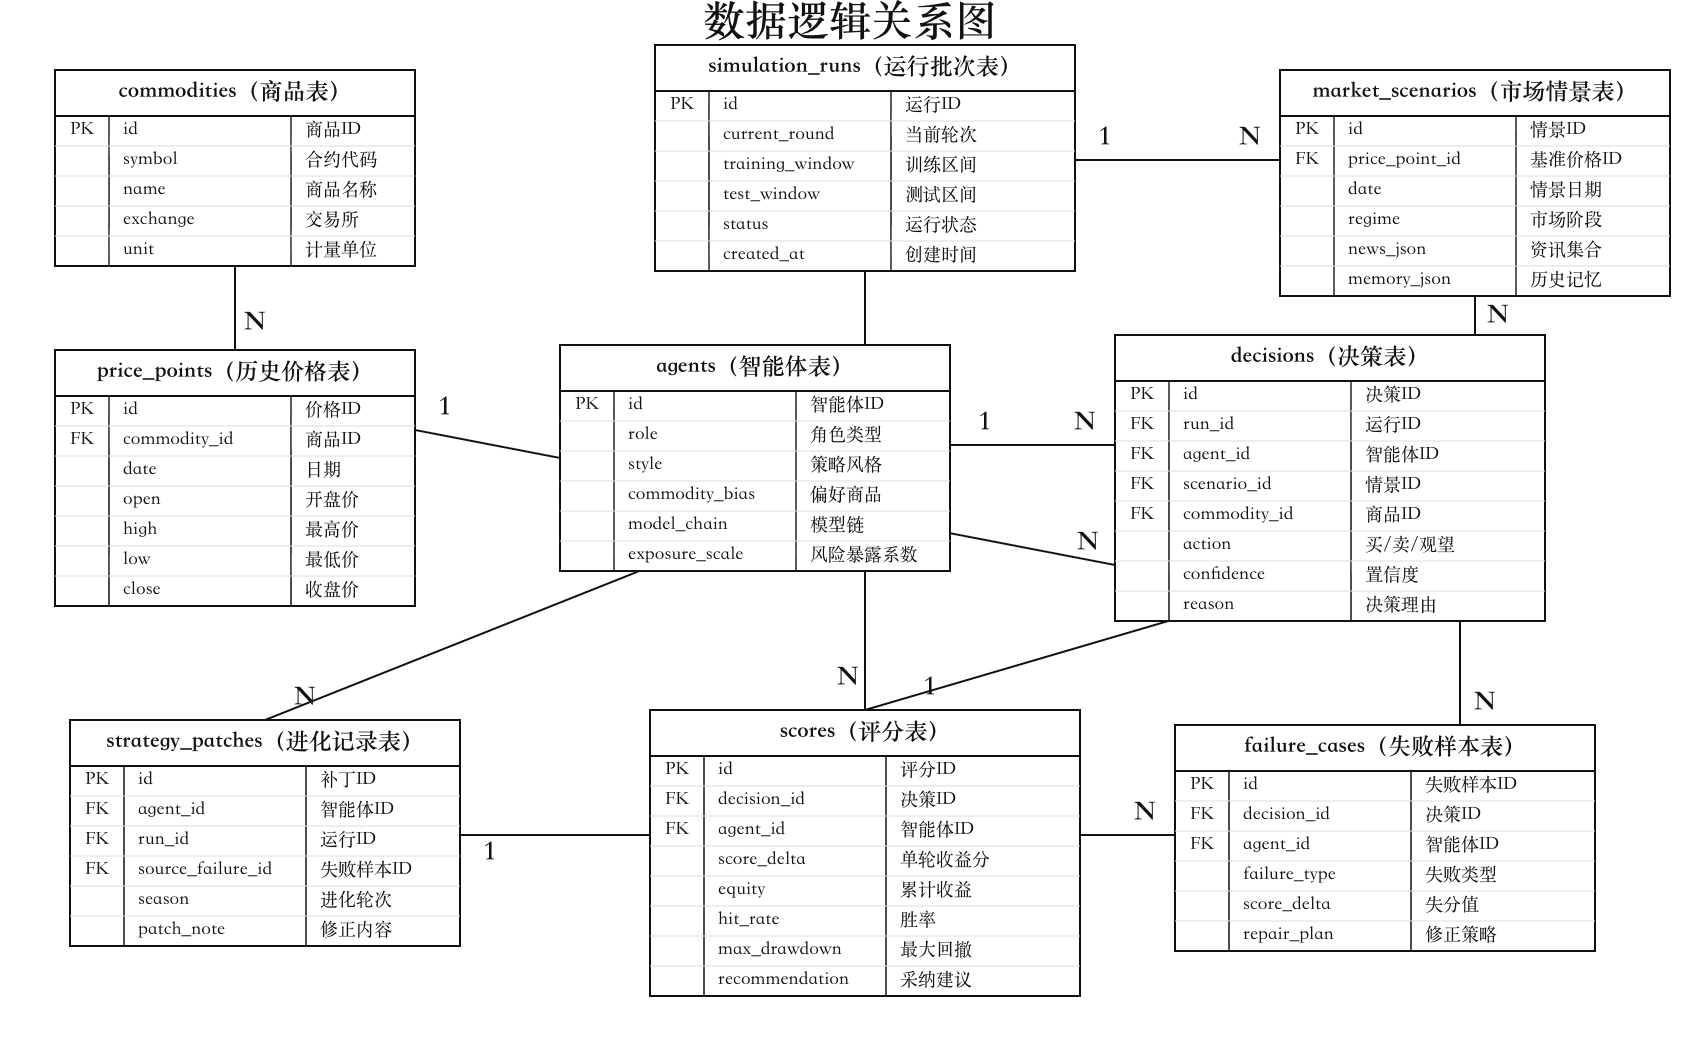 数据逻辑关系图
commodities（商品表）
PK id 商品ID
symbol 合约代码
name 商品名称
exchange 交易所
unit 计量单位
simulation_runs（运行批次表）
PK id 运行ID
current_round 当前轮次
training_window 训练区间
test_window 测试区间
status 运行状态
created_at 创建时间
1 N
market_scenarios（市场情景表）
PK id 情景ID
FK price_point_id 基准价格ID
date 情景日期
regime 市场阶段
news_json 资讯集合
memory_json 历史记忆
N
N
price_points（历史价格表）
PK id 价格ID
FK commodity_id 商品ID
date 日期
open 开盘价
high 最高价
low 最低价
close 收盘价
1
agents（智能体表）
PK id 智能体ID
role 角色类型
style 策略风格
commodity_bias 偏好商品
model_chain 模型链
exposure_scale 风险暴露系数
1 N
N
decisions（决策表）
PK id 决策ID
FK run_id 运行ID
FK agent_id 智能体ID
FK scenario_id 情景ID
FK commodity_id 商品ID
action 买/卖/观望
confidence 置信度
reason 决策理由
N
N
1
N
strategy_patches（进化记录表）
PK id 补丁ID
FK agent_id 智能体ID
FK run_id 运行ID
FK source_failure_id 失败样本ID
season 进化轮次
patch_note 修正内容
1
scores（评分表）
PK id 评分ID
FK decision_id 决策ID
FK agent_id 智能体ID
score_delta 单轮收益分
equity 累计收益
hit_rate 胜率
max_drawdown 最大回撤
recommendation 采纳建议
N
failure_cases（失败样本表）
PK id 失败样本ID
FK decision_id 决策ID
FK agent_id 智能体ID
failure_type 失败类型
score_delta 失分值
repair_plan 修正策略